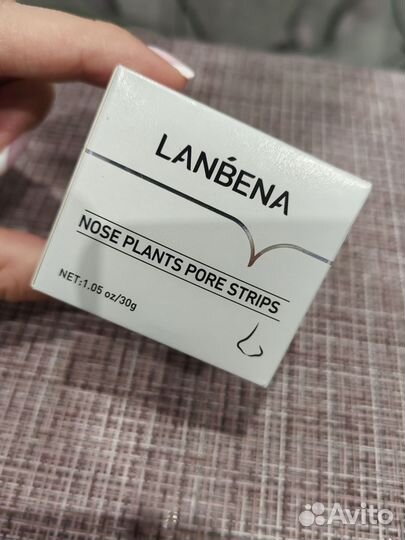 LANBENA
NOSE PLANTS PORE STRIPS
NET:1.05 oz/30g
Avito